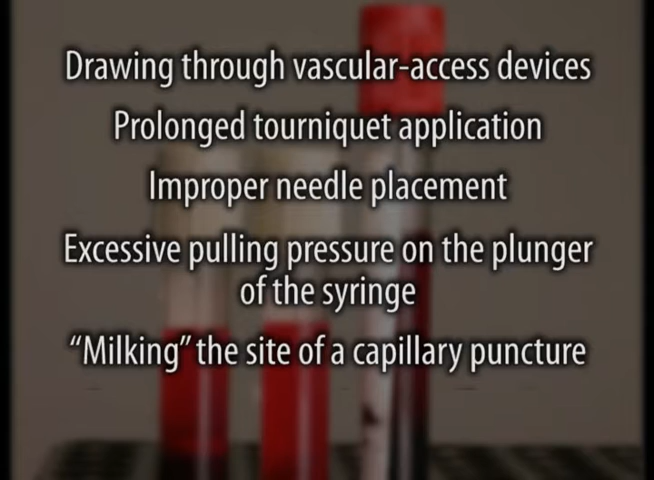 Drawing through vascular-access devices
Prolonged tourniquet application
Improper needle placement
Excessive pulling pressure on the plunger
of the syringe
“Milking” the site of a capillary puncture